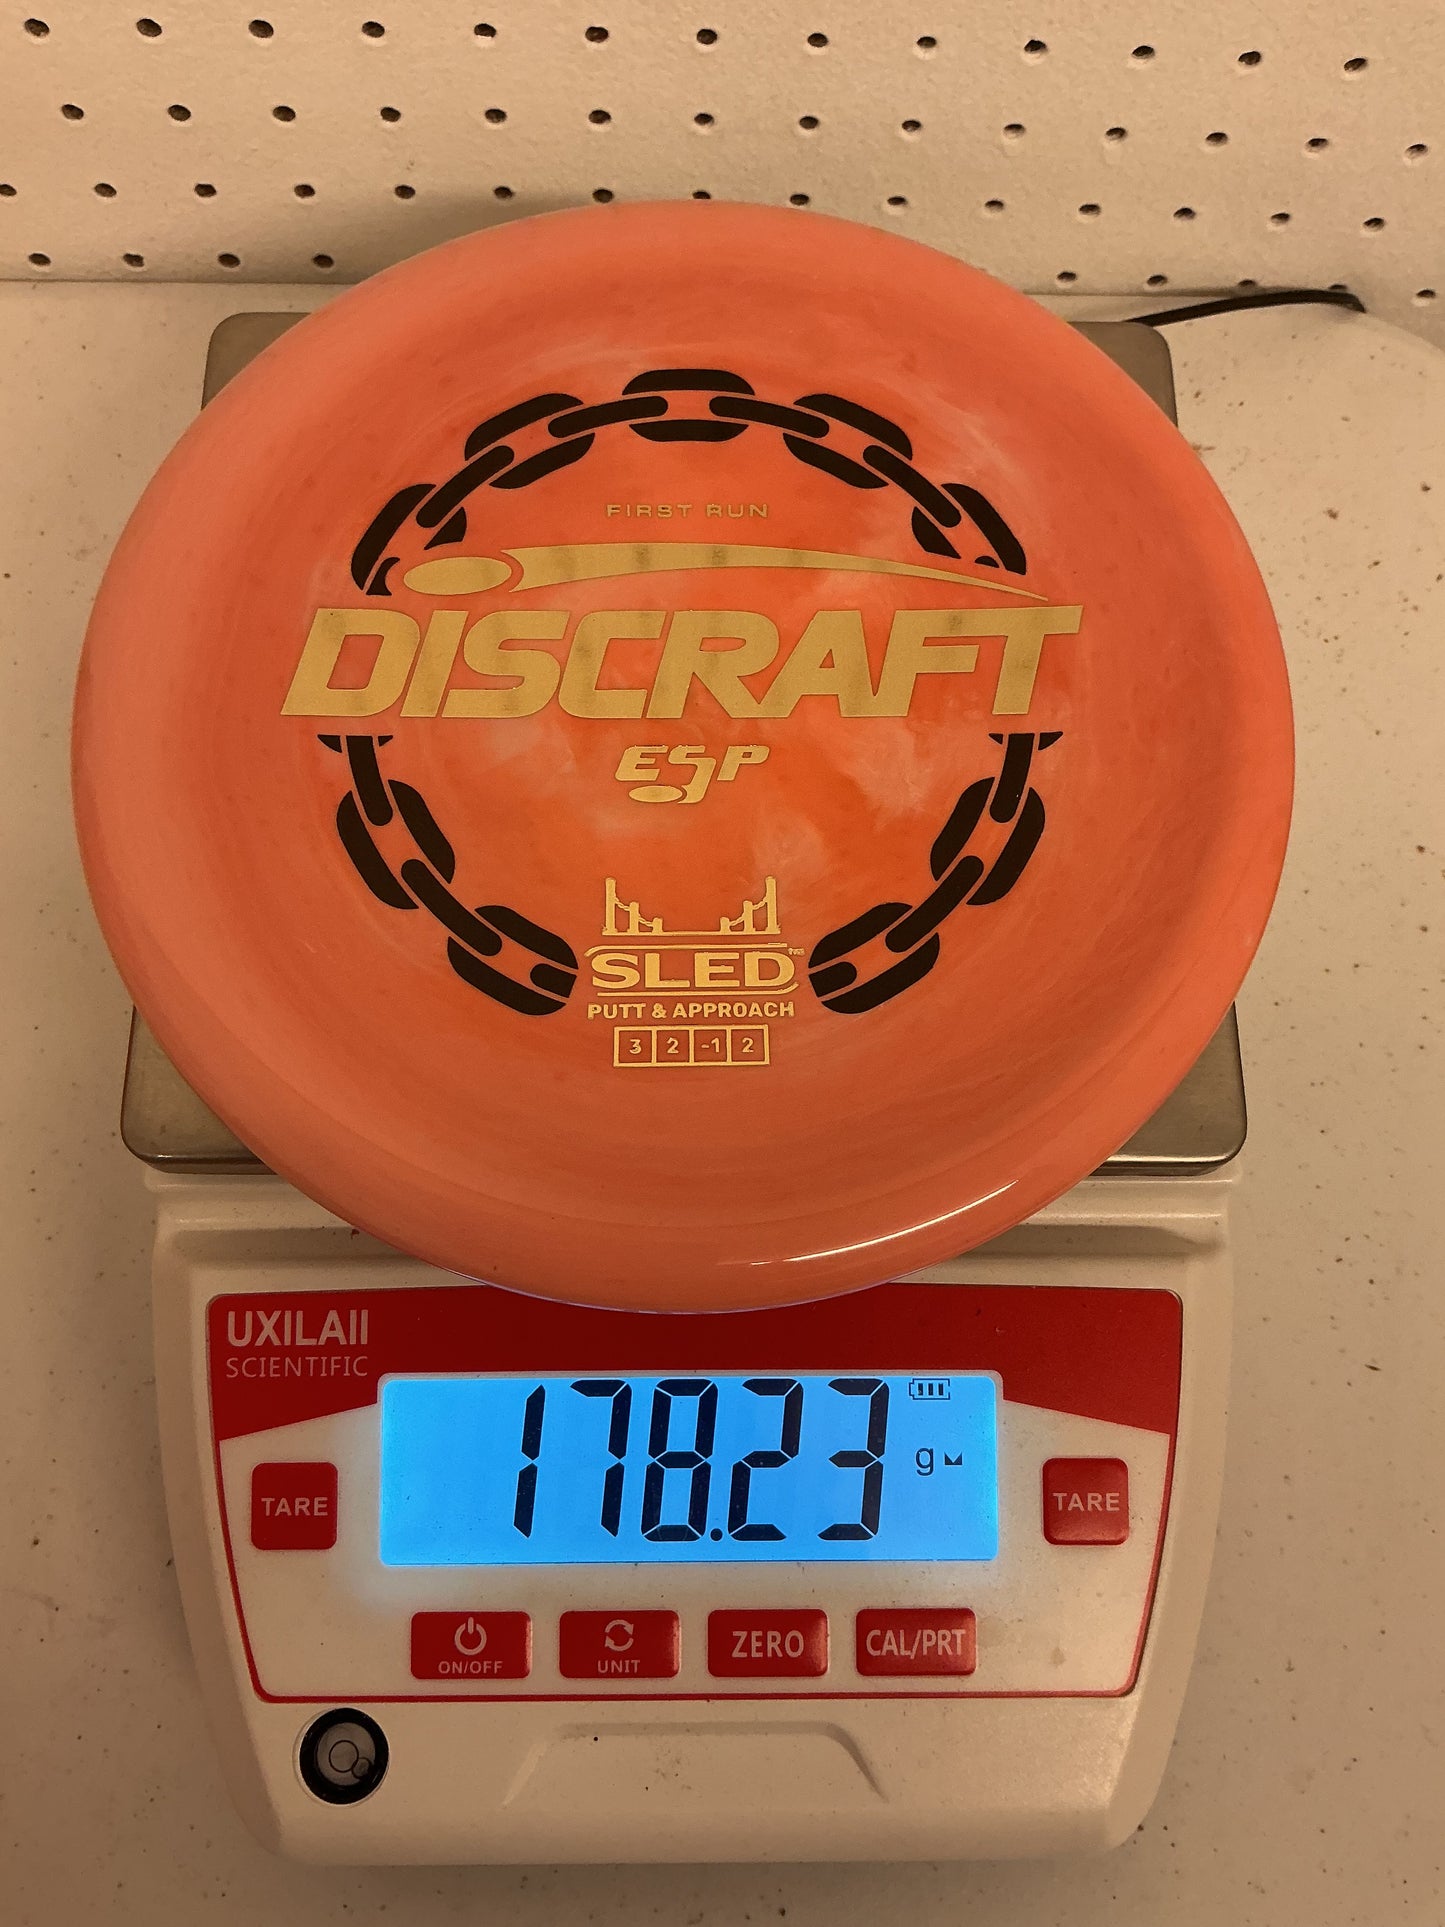 FIRST RUN
DISCRAFT
ESP
SLED™
PUTT & APPROACH
3 2 -1 2
UXILAII
SCIENTIFIC
178.23 g
TARE
TARE
ON/OFF
UNIT
ZERO
CAL/PRT